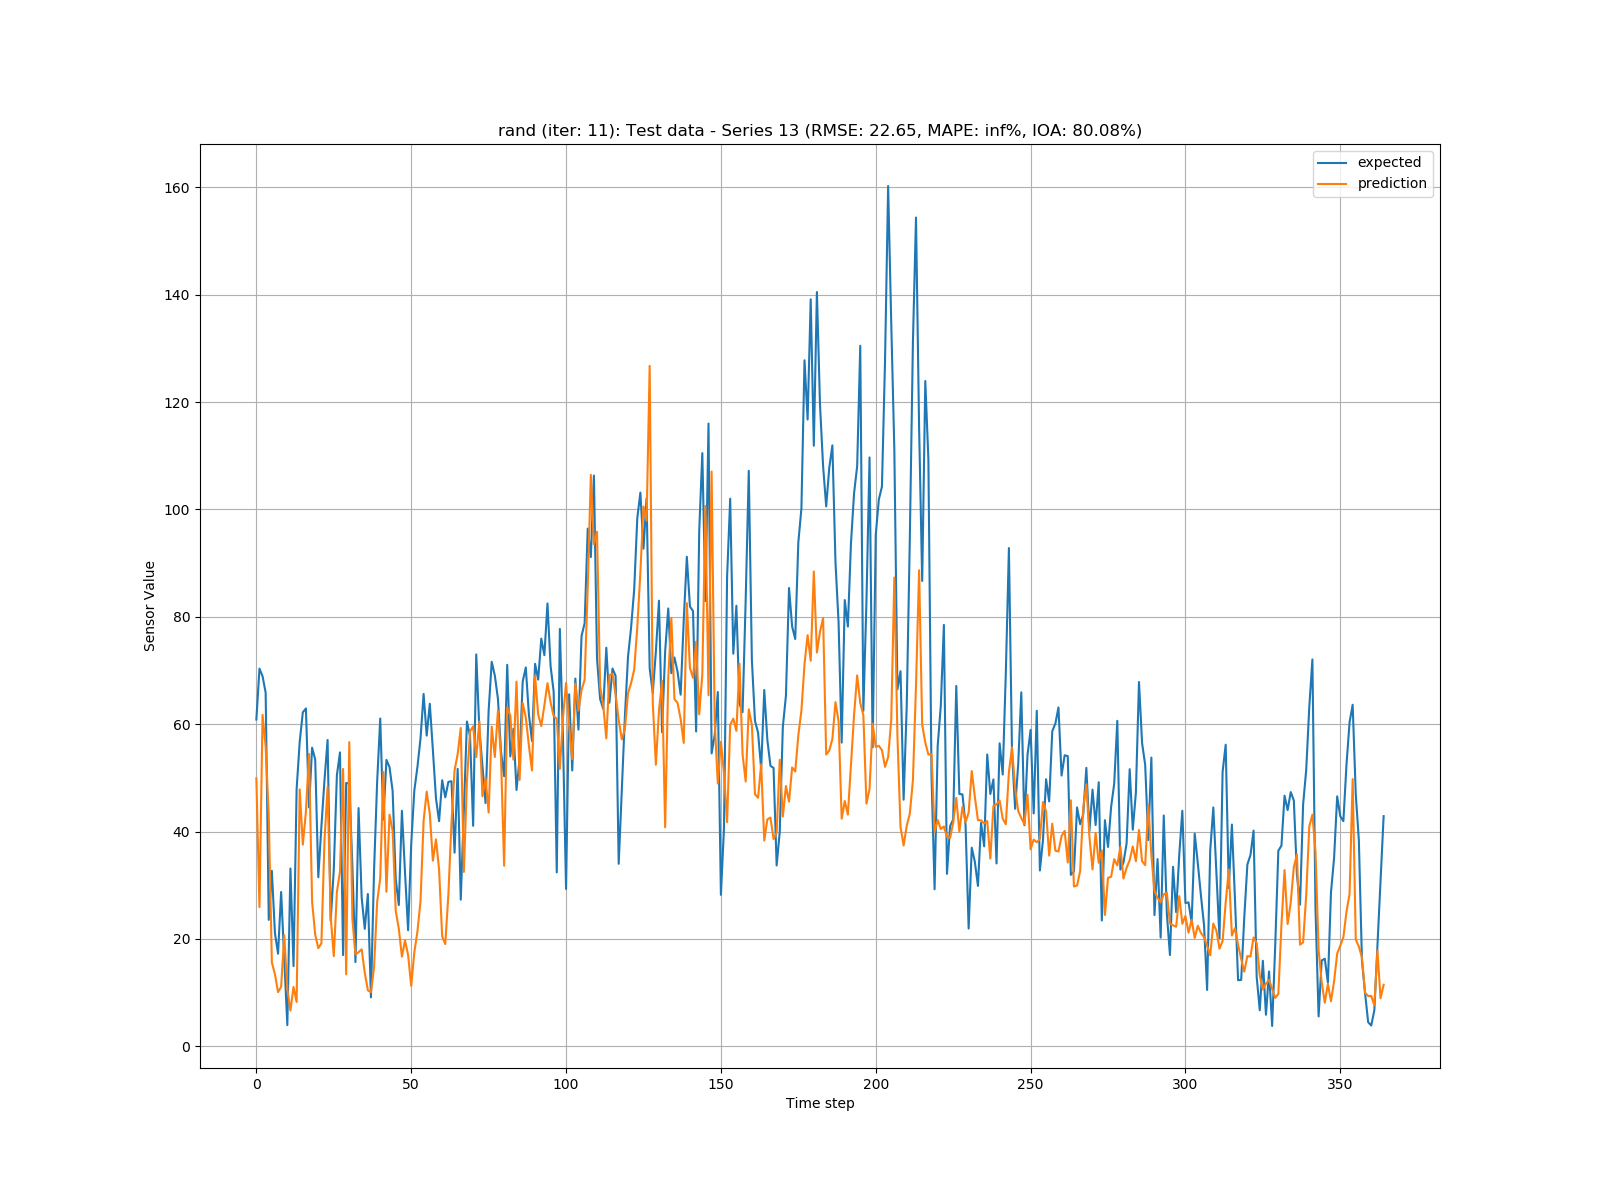 rand (iter: 11): Test data - Series 13 (RMSE: 22.65, MAPE: inf%, IOA: 80.08%)
expected
prediction
160
140
120
100
80
60
40
20
0
Sensor Value
0 50 100 150 200 250 300 350
Time step